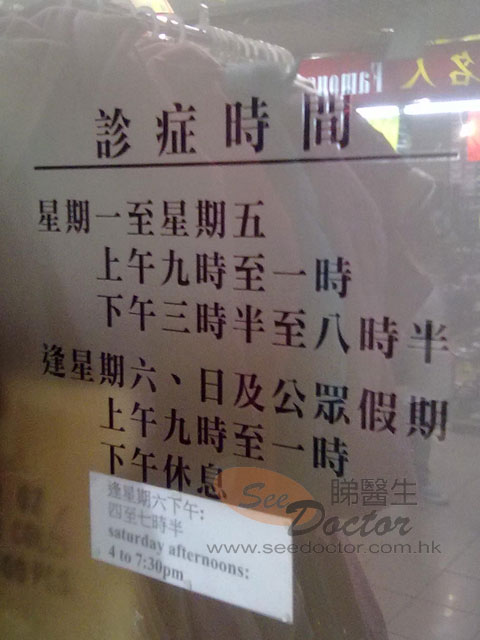 名人
Famous
診症時間
星期一至星期五
上午九時至一時
下午三時半至八時半
逢星期六、日及公眾假期
上午九時至一時
下午休息
逢星期六下午:
四至七時半
saturday afternoons:
4 to 7:30pm
See 睇醫生
Doctor
www.seedoctor.com.hk